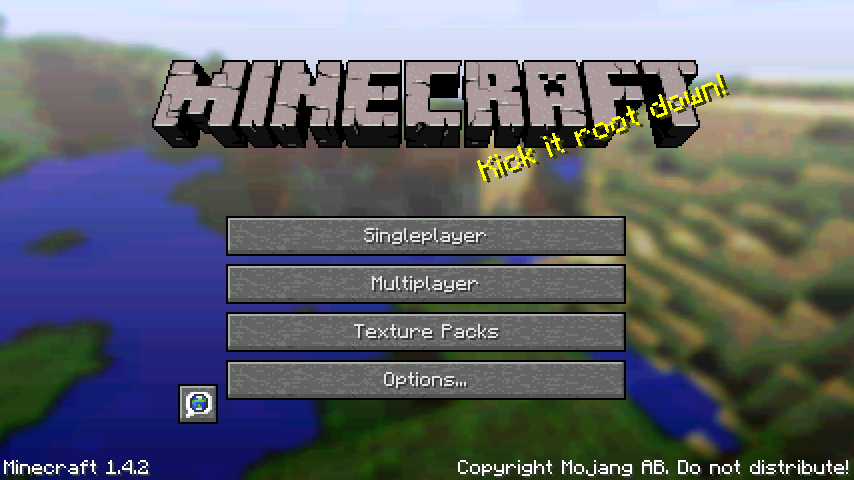 MINECRAFT
Kick it root down!
Singleplayer
Multiplayer
Texture Packs
Options...
Minecraft 1.4.2
Copyright Mojang AB. Do not distribute!